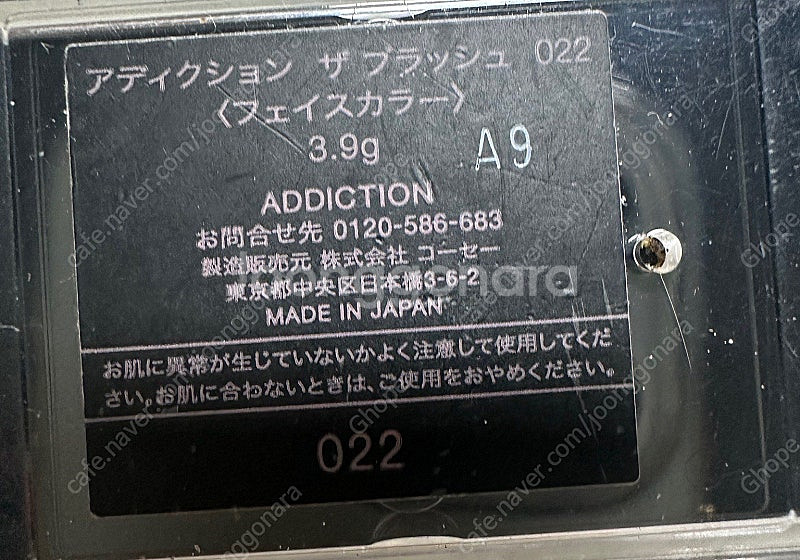 アディクション ザ ブラッシュ 022
〈フェイスカラー〉
3.9g
A9
ADDICTION
お問合せ先 0120-586-683
製造販売元 株式会社 コーセー
東京都中央区日本橋3-6-2
MADE IN JAPAN
お肌に異常が生じていないかよく注意して使用してくだ
さい。お肌に合わないときは、ご使用をおやめください。
022
joonggonara
cafe.naver.com/joonggonara